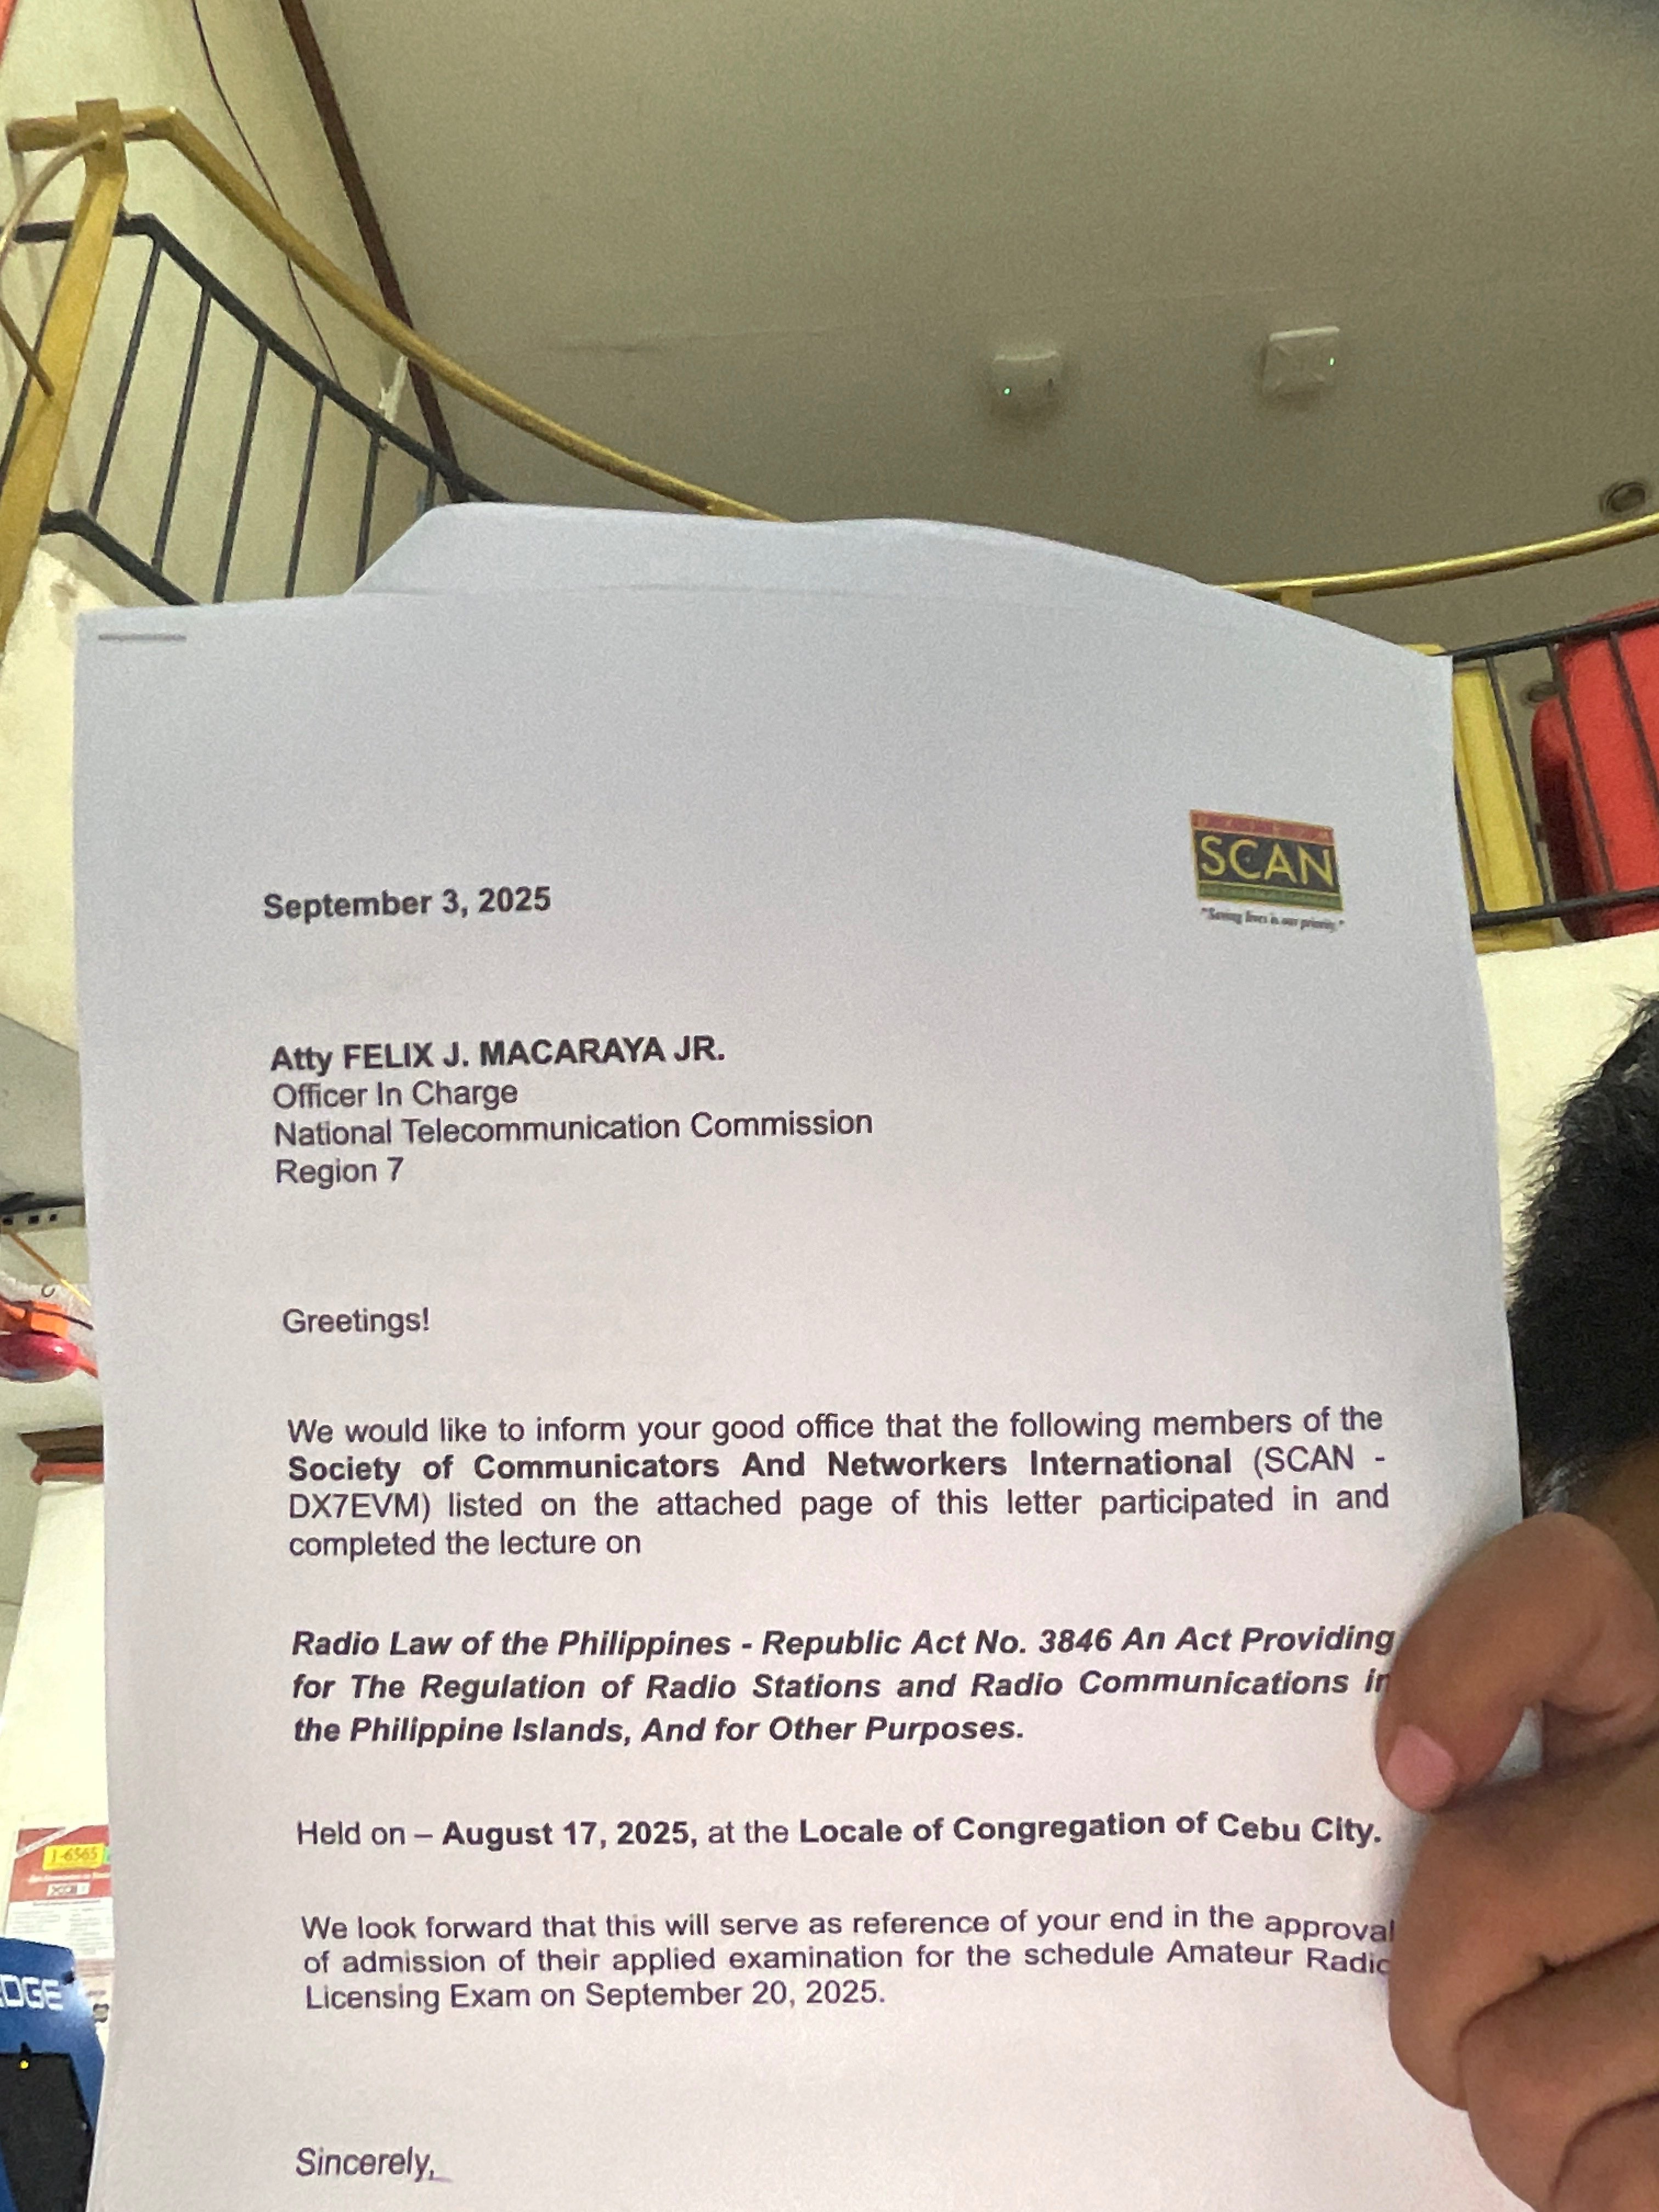 SCAN
"Saving lives is our priority."
September 3, 2025
Atty FELIX J. MACARAYA JR.
Officer In Charge
National Telecommunication Commission
Region 7
Greetings!
We would like to inform your good office that the following members of the
Society of Communicators And Networkers International (SCAN -
DX7EVM) listed on the attached page of this letter participated in and
completed the lecture on
Radio Law of the Philippines - Republic Act No. 3846 An Act Providing
for The Regulation of Radio Stations and Radio Communications in
the Philippine Islands, And for Other Purposes.
Held on – August 17, 2025, at the Locale of Congregation of Cebu City.
We look forward that this will serve as reference of your end in the approval
of admission of their applied examination for the schedule Amateur Radio
Licensing Exam on September 20, 2025.
Sincerely,
J-6565
DGE